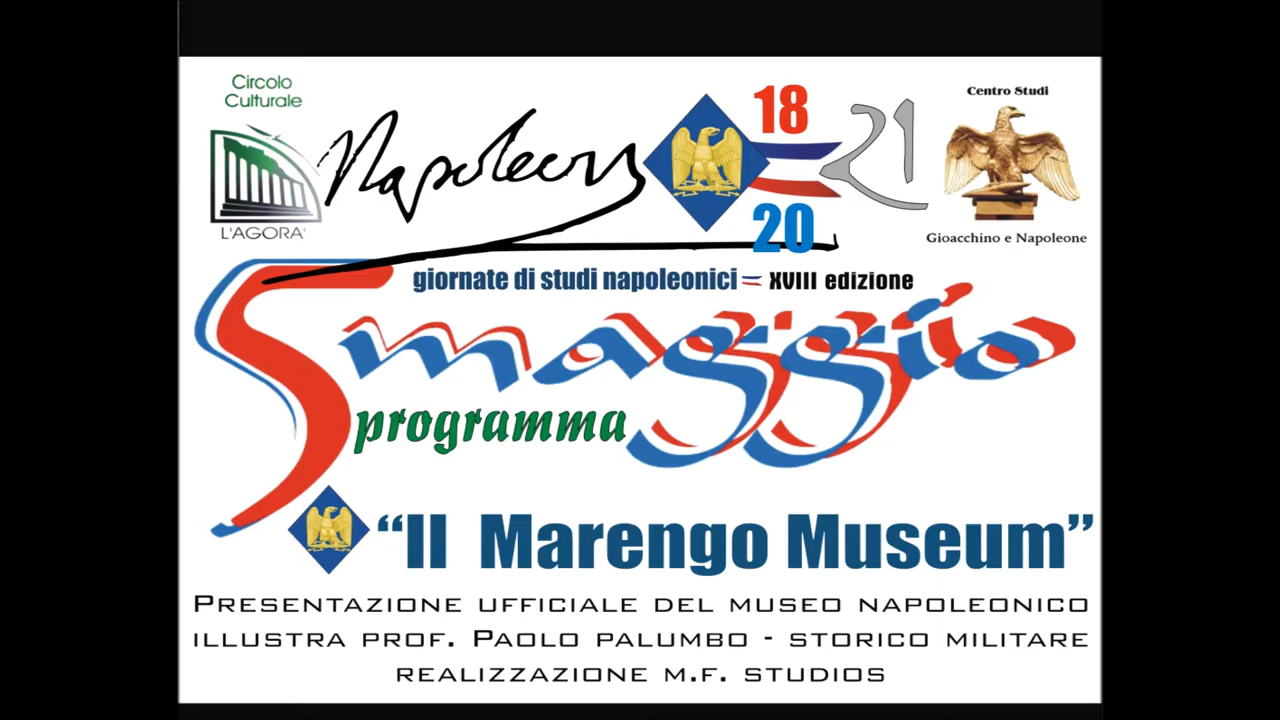 Circolo
Culturale
L'AGORA'
Napoleon
18
20
21
Centro Studi
Gioacchino e Napoleone
giornate di studi napoleonici = XVIII edizione
5 maggio
programma
“Il Marengo Museum”
PRESENTAZIONE UFFICIALE DEL MUSEO NAPOLEONICO
ILLUSTRA PROF. PAOLO PALUMBO - STORICO MILITARE
REALIZZAZIONE M.F. STUDIOS